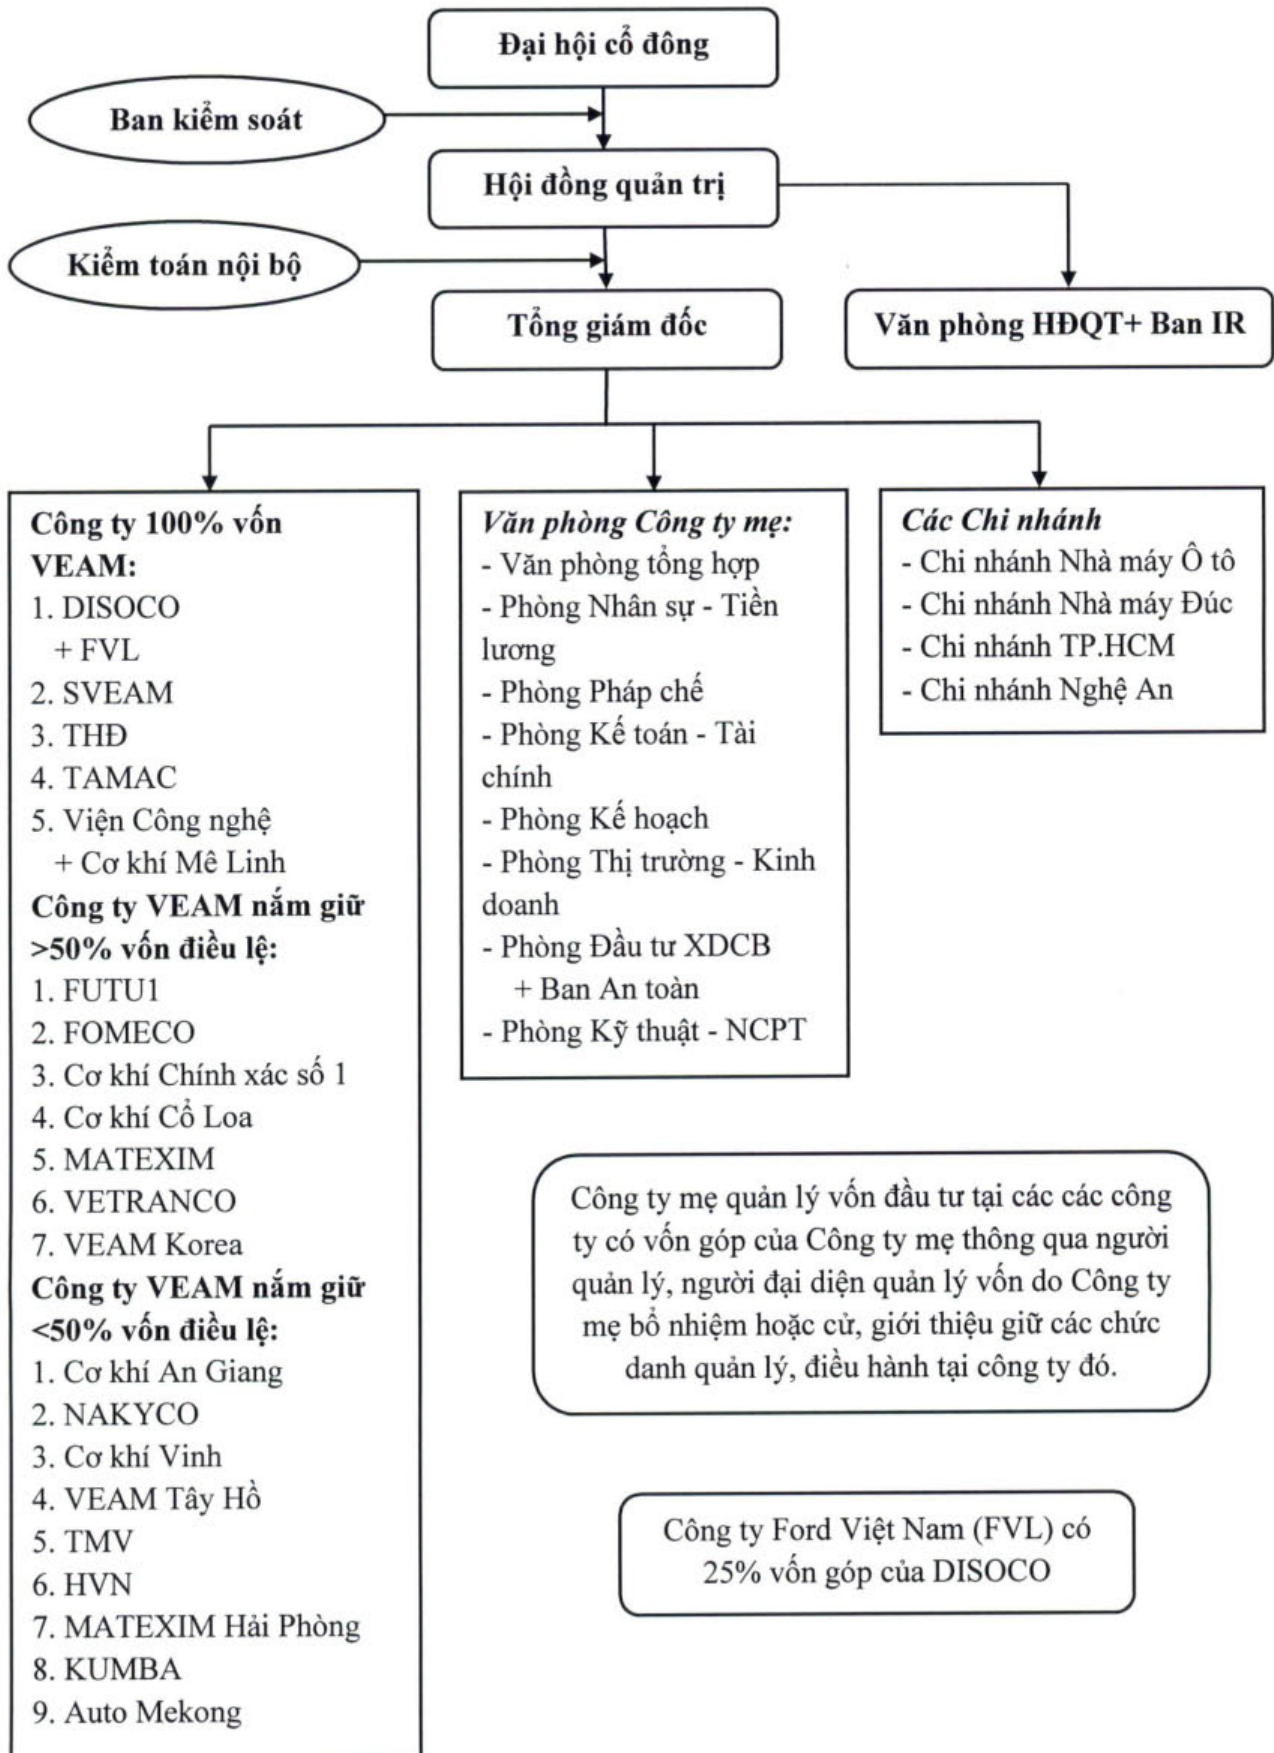 Đại hội cổ đông
Ban kiểm soát
Hội đồng quản trị
Kiểm toán nội bộ
Tổng giám đốc
Văn phòng HĐQT+ Ban IR
Công ty 100% vốn
VEAM:
1. DISOCO
+ FVL
2. SVEAM
3. THĐ
4. TAMAC
5. Viện Công nghệ
+ Cơ khí Mê Linh
Công ty VEAM nắm giữ
>50% vốn điều lệ:
1. FUTU1
2. FOMECO
3. Cơ khí Chính xác số 1
4. Cơ khí Cổ Loa
5. MATEXIM
6. VETRANCO
7. VEAM Korea
Công ty VEAM nắm giữ
<50% vốn điều lệ:
1. Cơ khí An Giang
2. NAKYCO
3. Cơ khí Vinh
4. VEAM Tây Hồ
5. TMV
6. HVN
7. MATEXIM Hải Phòng
8. KUMBA
9. Auto Mekong
Văn phòng Công ty mẹ:
- Văn phòng tổng hợp
- Phòng Nhân sự - Tiền
lương
- Phòng Pháp chế
- Phòng Kế toán - Tài
chính
- Phòng Kế hoạch
- Phòng Thị trường - Kinh
doanh
- Phòng Đầu tư XDCB
+ Ban An toàn
- Phòng Kỹ thuật - NCPT
Các Chi nhánh
- Chi nhánh Nhà máy Ô tô
- Chi nhánh Nhà máy Đúc
- Chi nhánh TP.HCM
- Chi nhánh Nghệ An
Công ty mẹ quản lý vốn đầu tư tại các các công
ty có vốn góp của Công ty mẹ thông qua người
quản lý, người đại diện quản lý vốn do Công ty
mẹ bổ nhiệm hoặc cử, giới thiệu giữ các chức
danh quản lý, điều hành tại công ty đó.
Công ty Ford Việt Nam (FVL) có
25% vốn góp của DISOCO